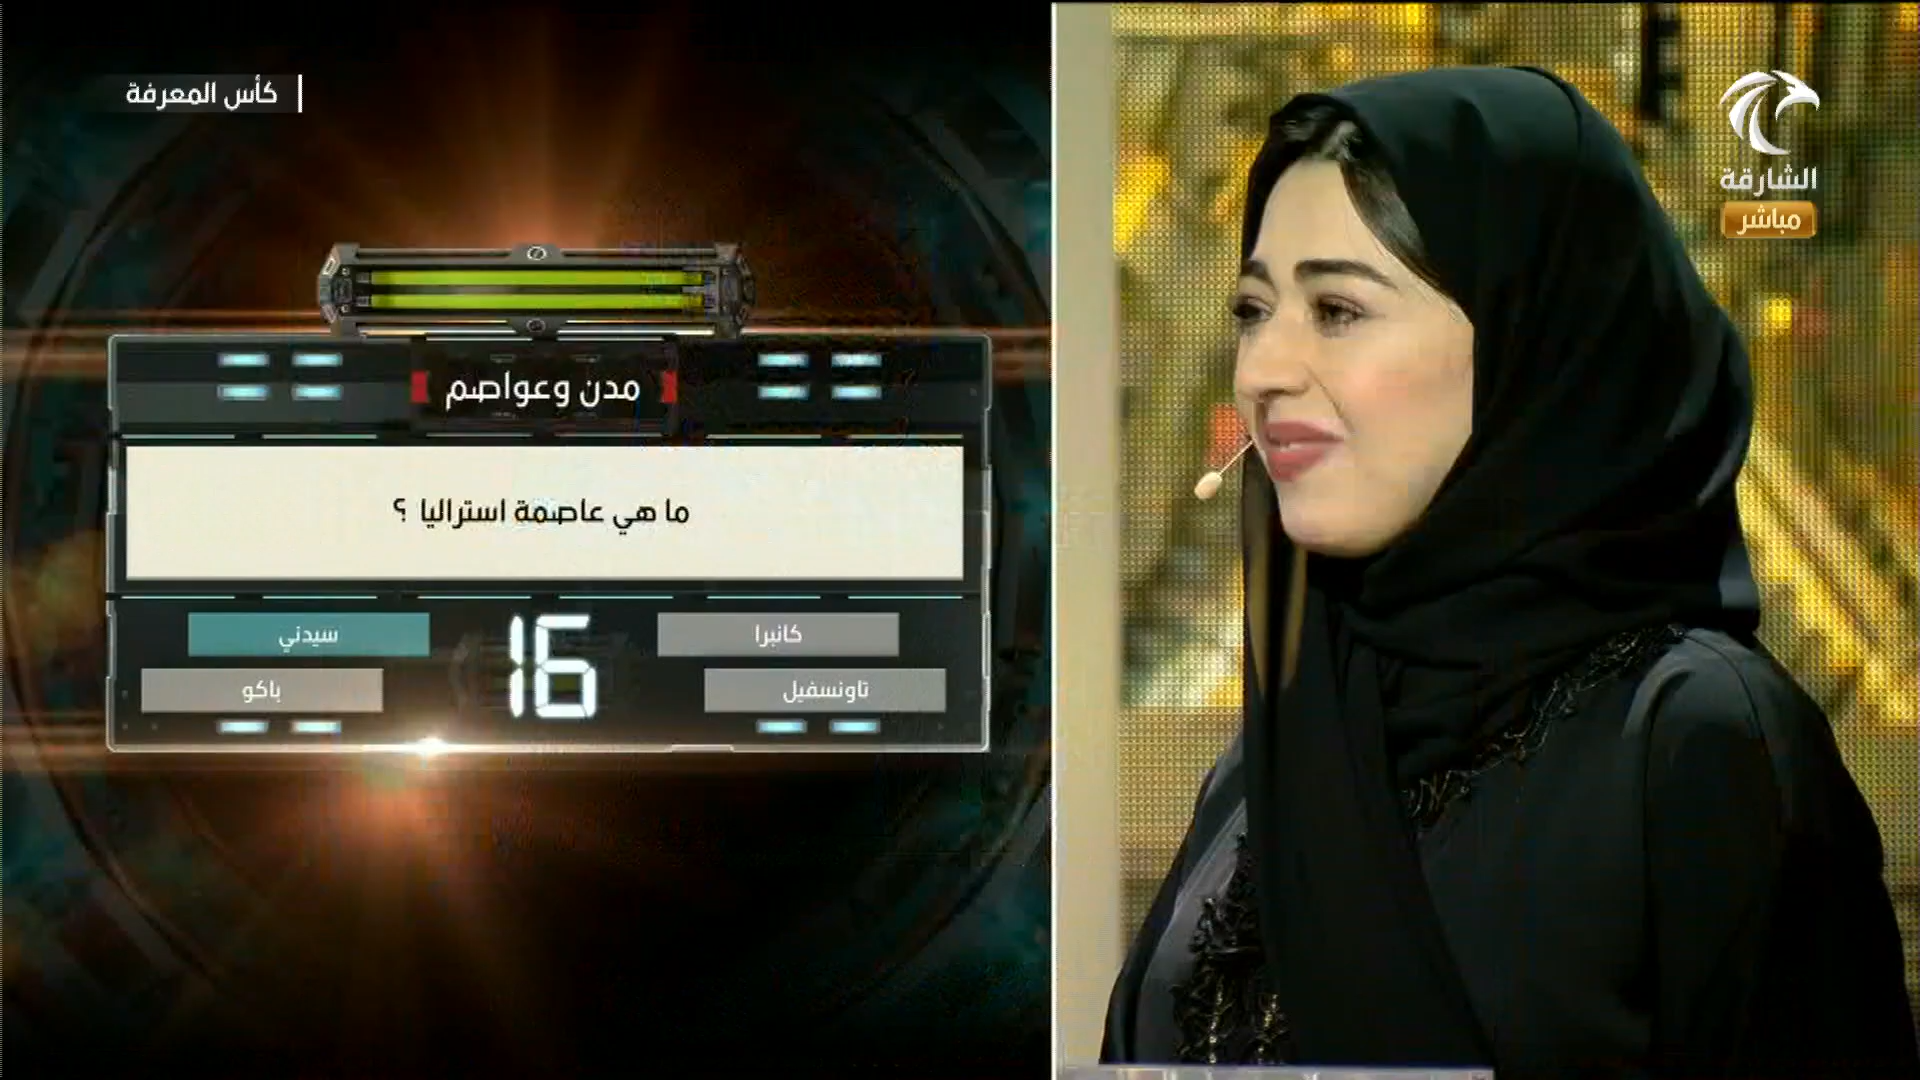 كأس المعرفة
الشارقة
مباشر
مدن وعواصم
ما هي عاصمة استراليا ؟
كانبرا
16
سيدني
تاونسفيل
باكو